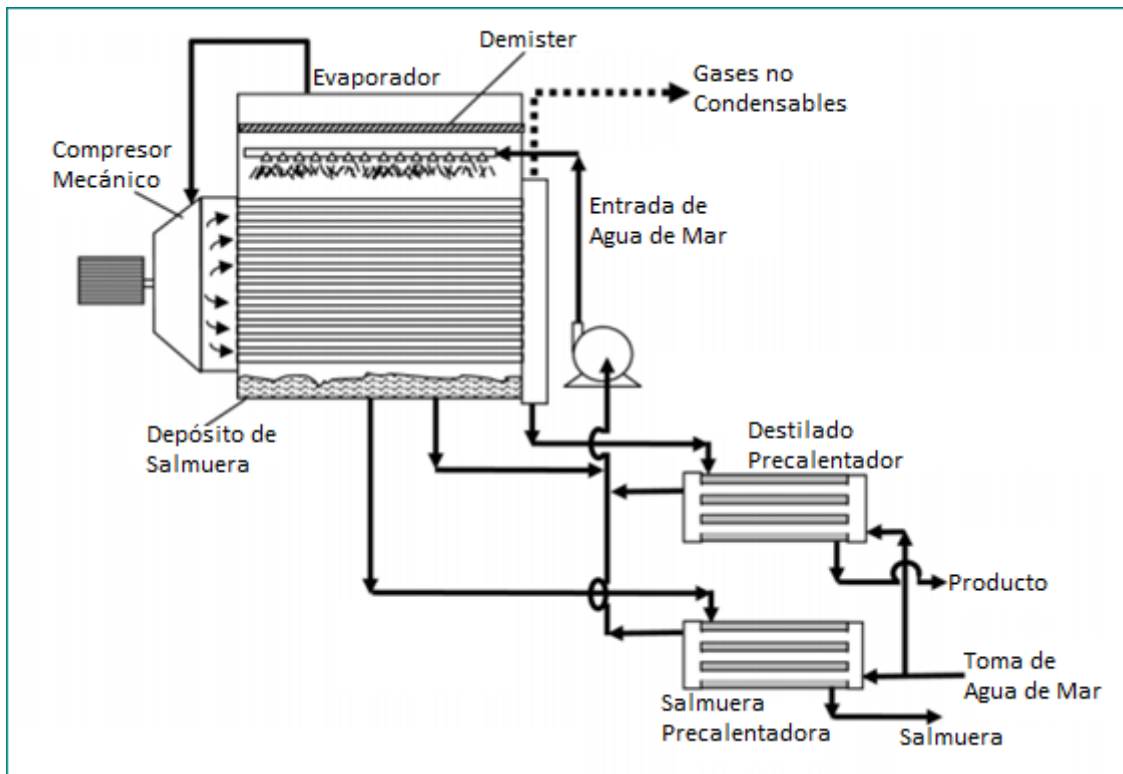 Demister
Evaporador
Gases no
Condensables
Compresor
Mecánico
Entrada de
Agua de Mar
Depósito de
Salmuera
Destilado
Precalentador
Producto
Toma de
Agua de Mar
Salmuera
Precalentadora
Salmuera